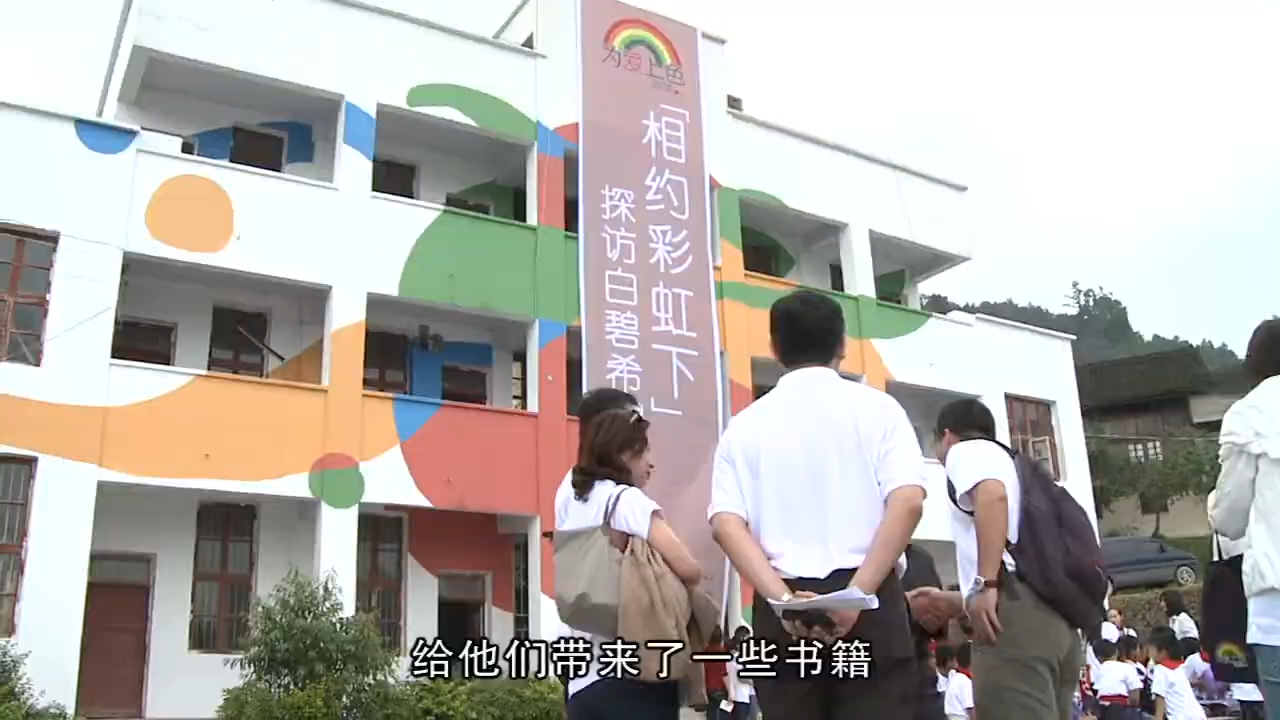 为爱上色
「相约彩虹下」
探访白碧希
给他们带来了一些书籍